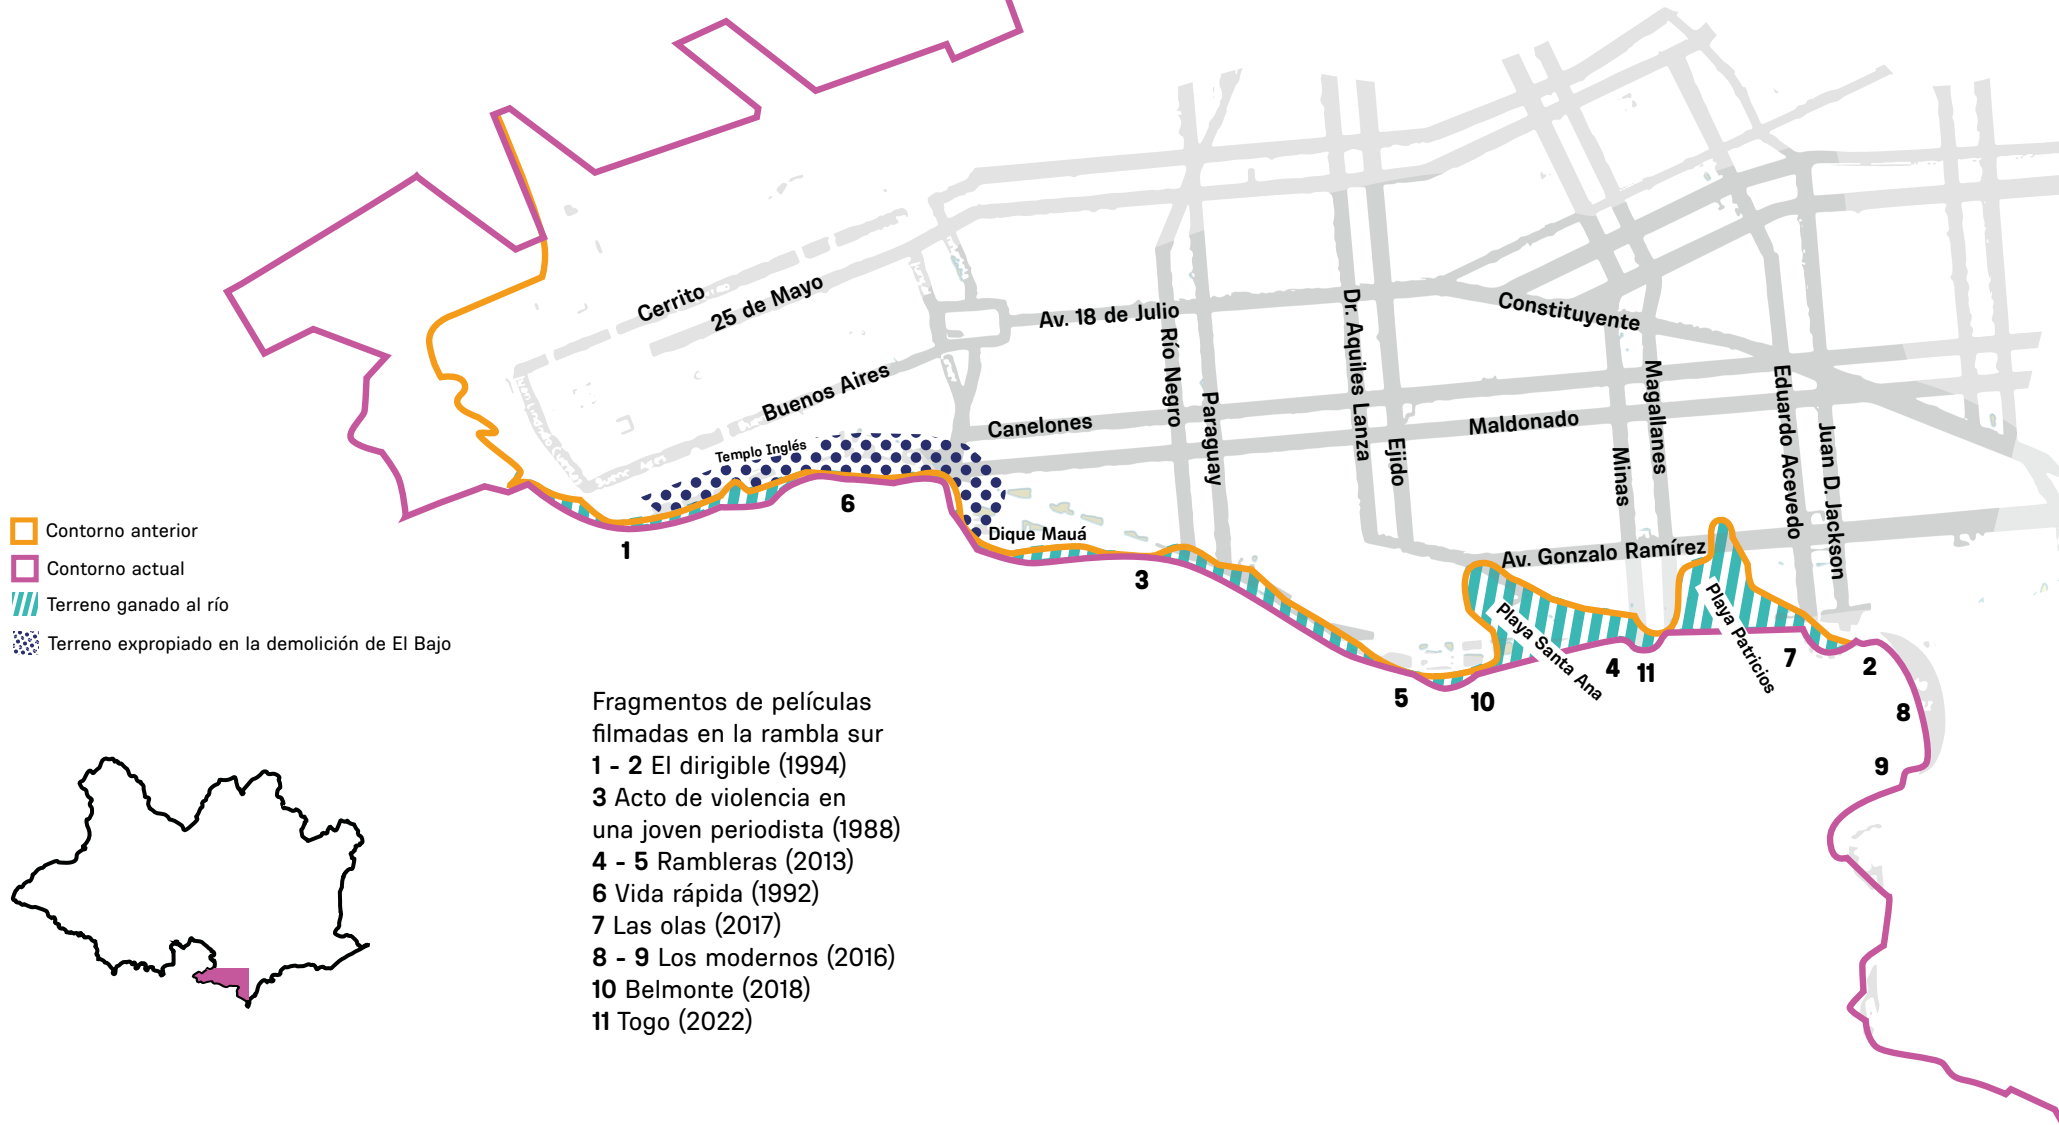 Cerrito
25 de Mayo
Buenos Aires
Templo Inglés
Av. 18 de Julio
Canelones
Río Negro
Paraguay
Dr. Aquiles Lanza
Ejido
Constituyente
Maldonado
Magallanes
Minas
Eduardo Acevedo
Juan D. Jackson
Av. Gonzalo Ramírez
Dique Mauá
Playa Santa Ana
Playa Patricios
1
6
3
5
10
4
11
7
2
8
9
Contorno anterior
Contorno actual
Terreno ganado al río
Terreno expropiado en la demolición de El Bajo
Fragmentos de películas
filmadas en la rambla sur
1 - 2 El dirigible (1994)
3 Acto de violencia en
una joven periodista (1988)
4 - 5 Rambleras (2013)
6 Vida rápida (1992)
7 Las olas (2017)
8 - 9 Los modernos (2016)
10 Belmonte (2018)
11 Togo (2022)